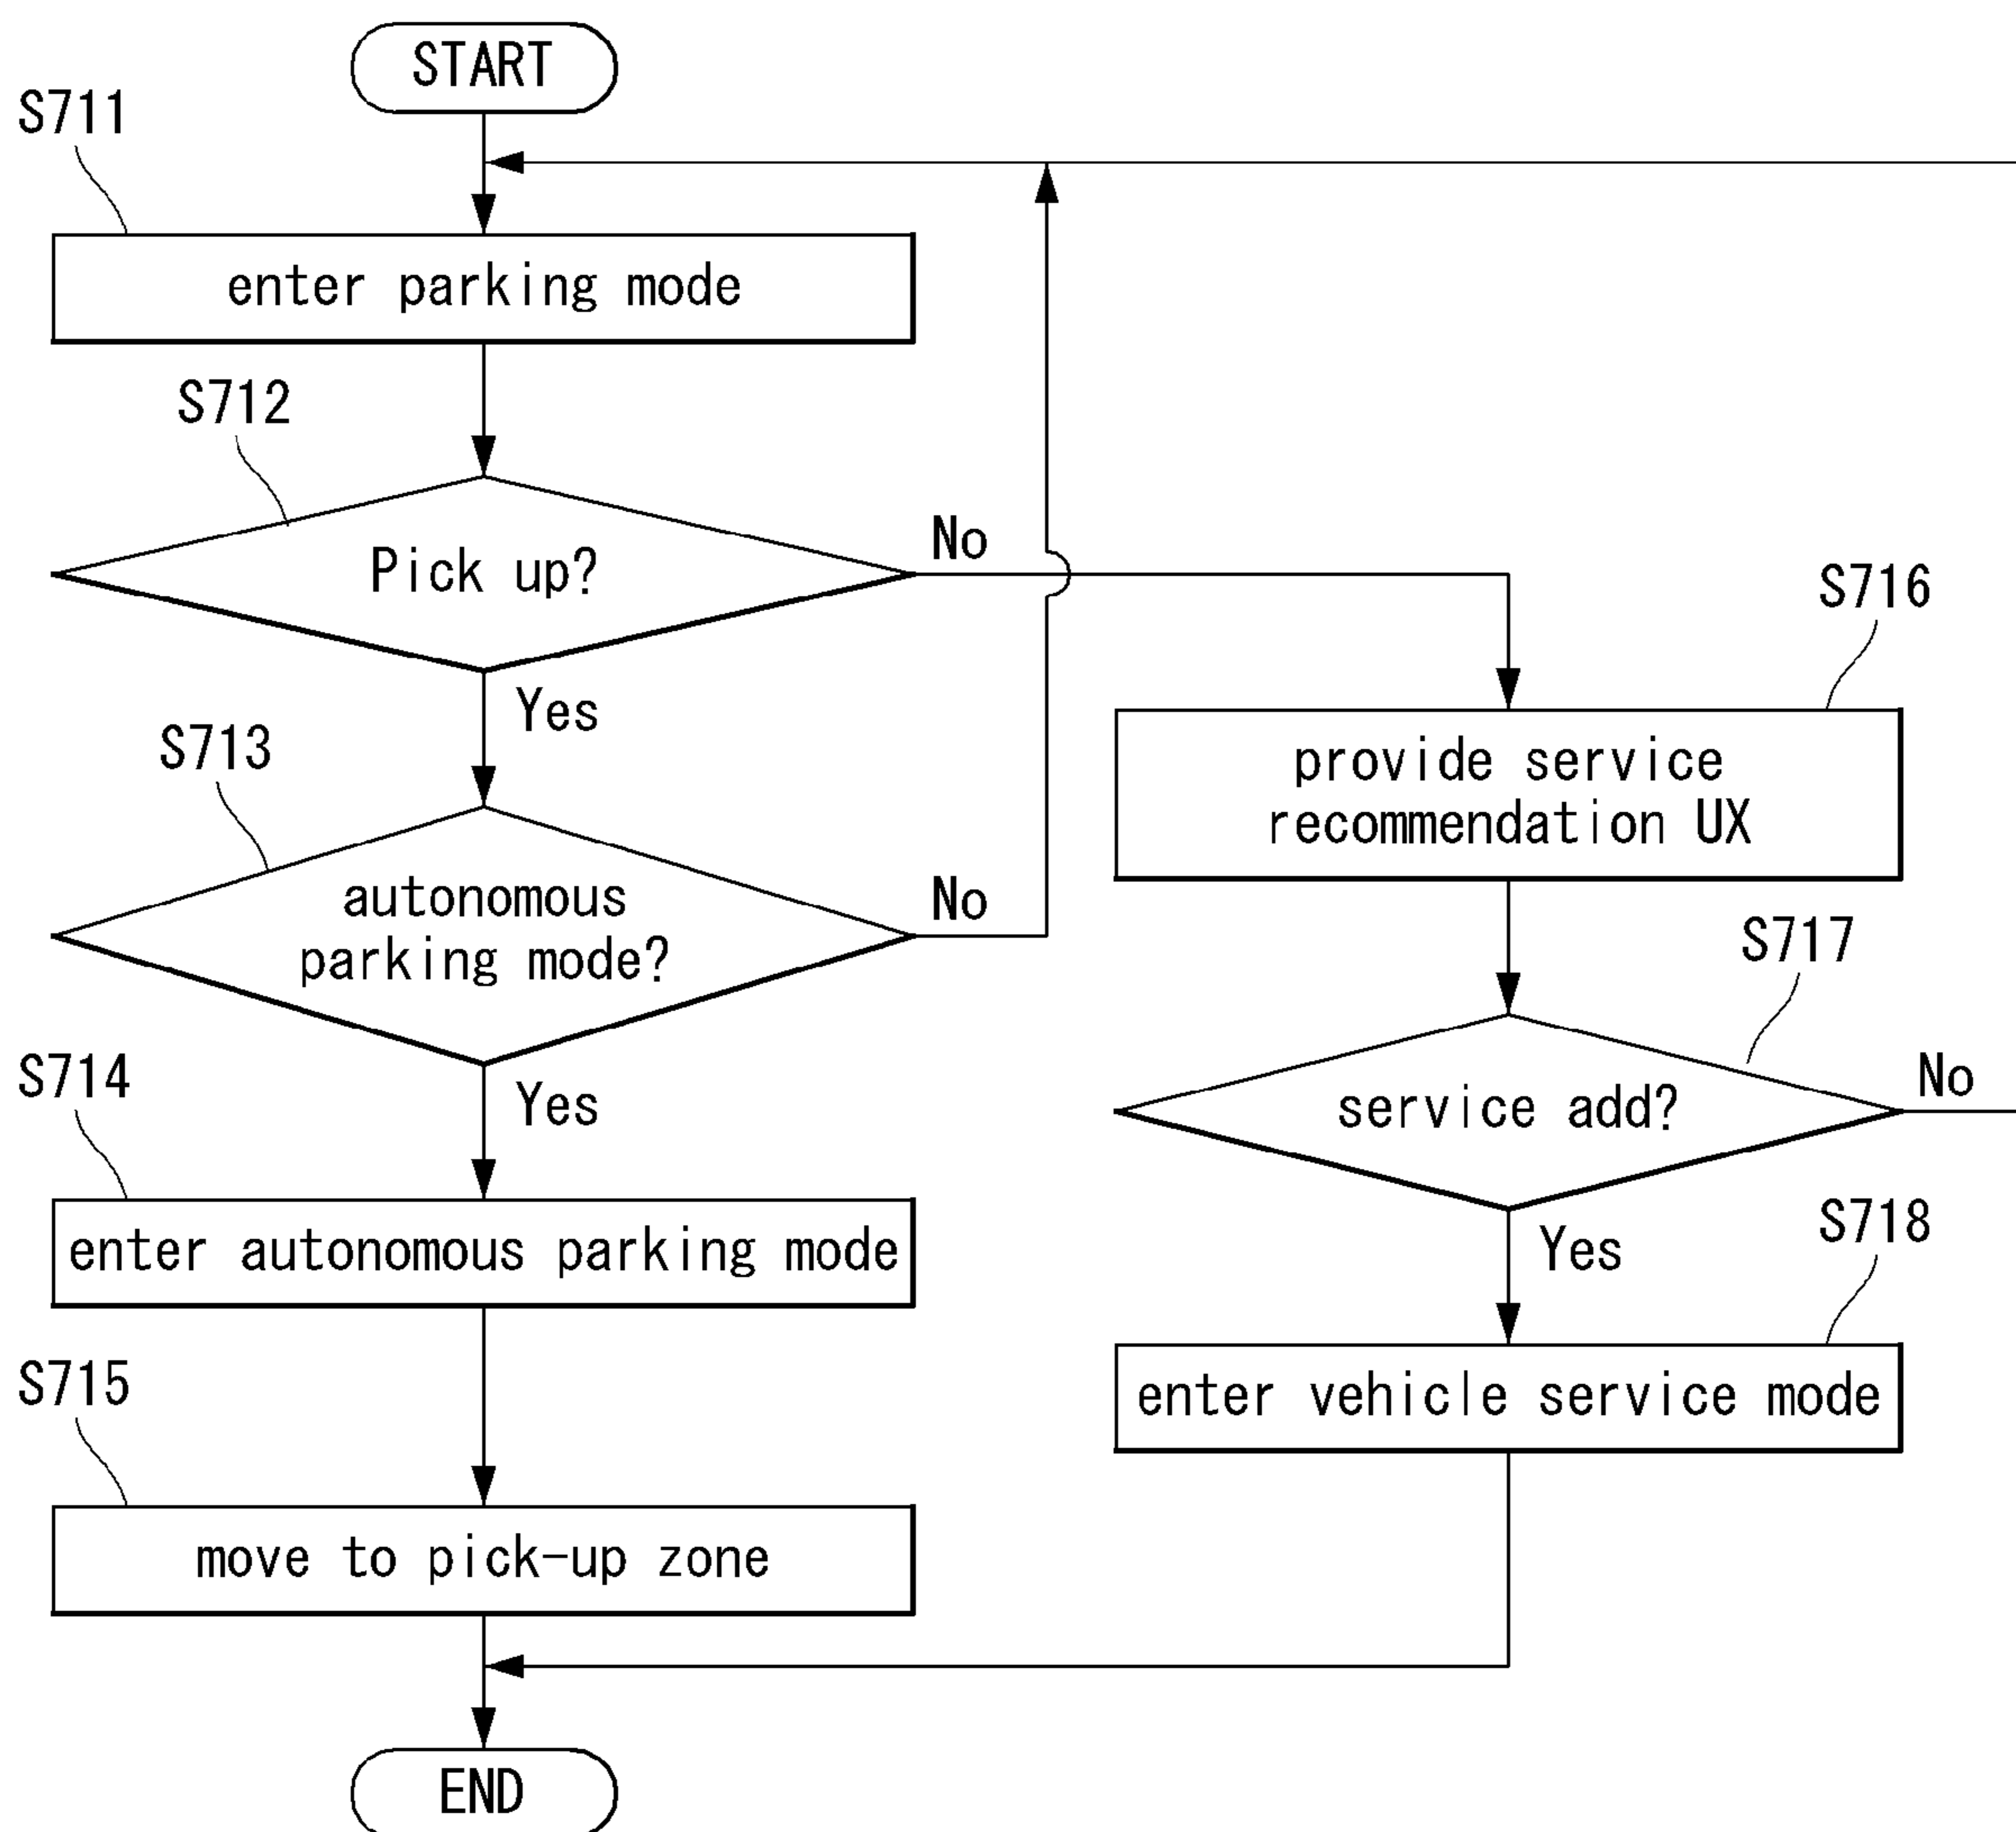 START
S711
enter parking mode
S712
Pick up?
No
Yes
S713
autonomous
parking mode?
No
Yes
S714
enter autonomous parking mode
S715
move to pick-up zone
END
S716
provide service
recommendation UX
S717
service add?
No
Yes
S718
enter vehicle service mode